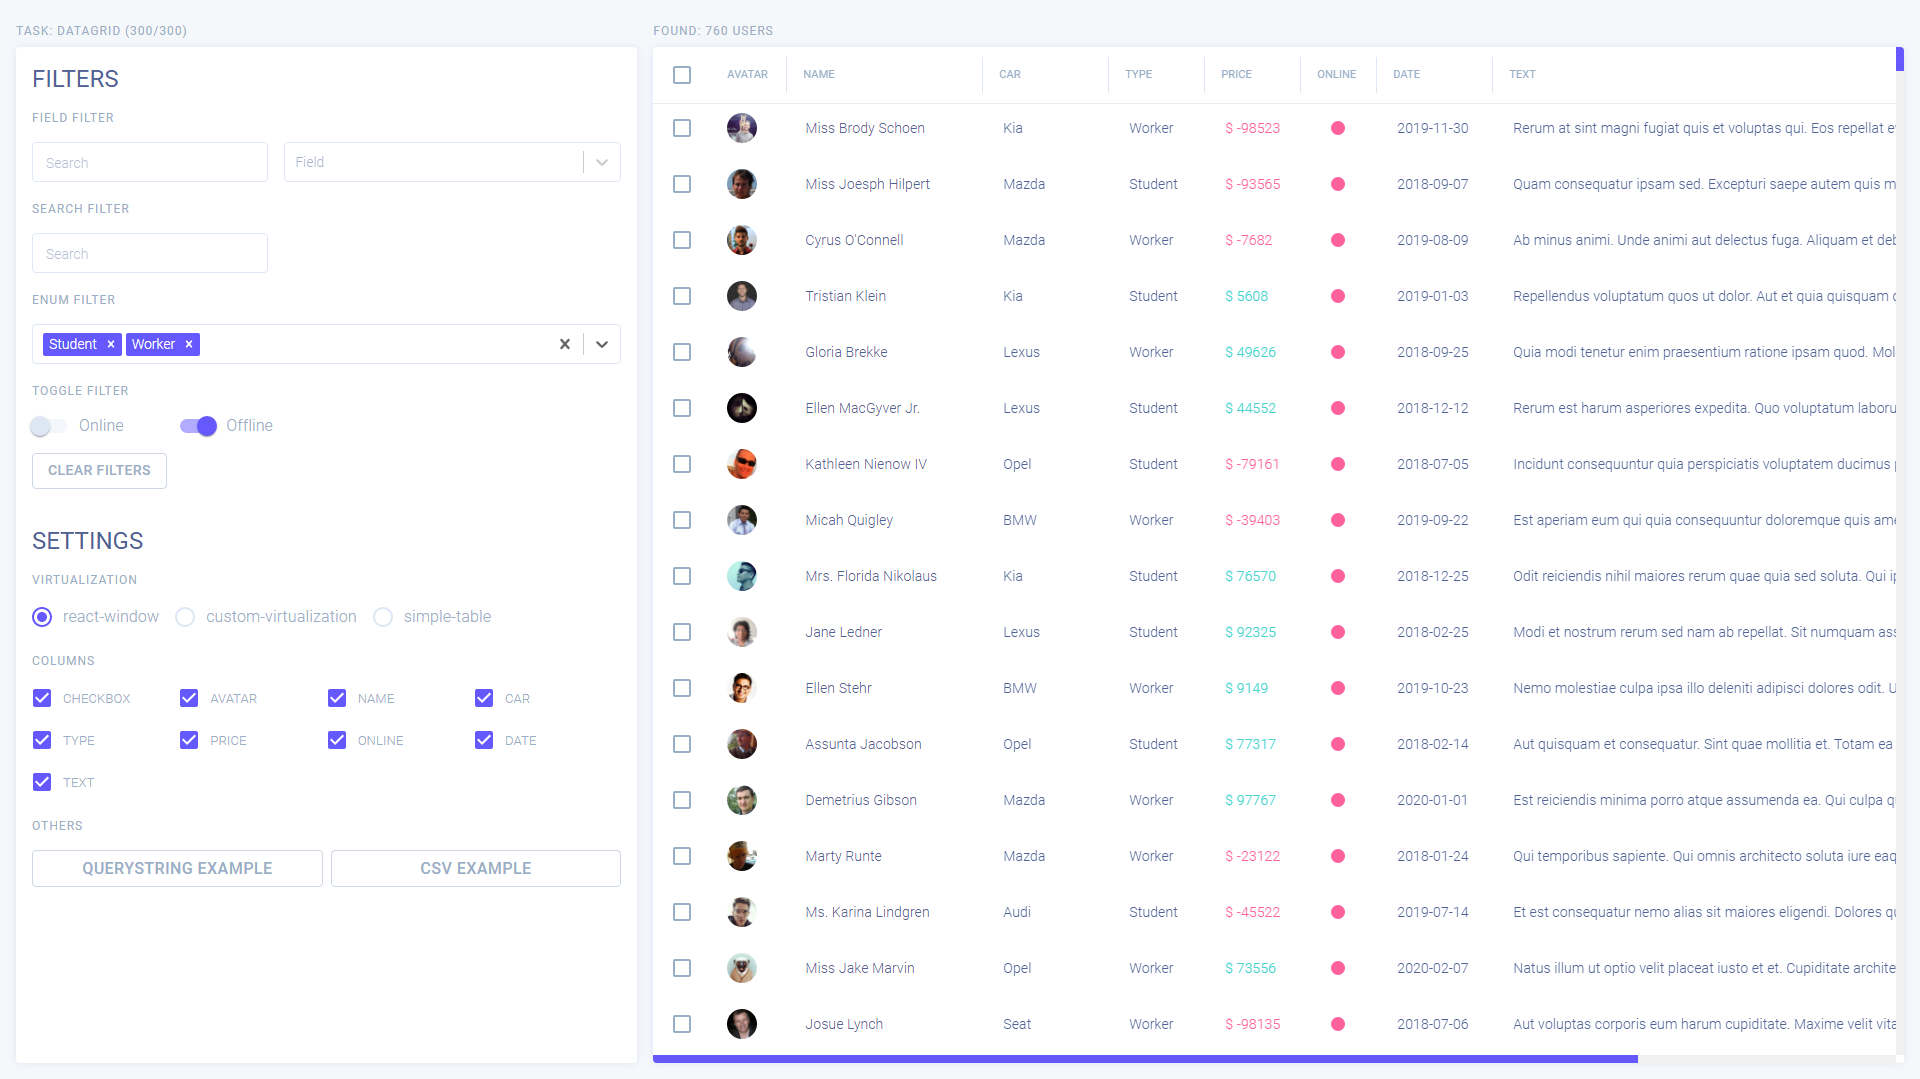 TASK: DATAGRID (300/300)
FILTERS
FIELD FILTER
Search
Field
SEARCH FILTER
Search
ENUM FILTER
Student × Worker ×
TOGGLE FILTER
Online Offline
CLEAR FILTERS
SETTINGS
VIRTUALIZATION
react-window custom-virtualization simple-table
COLUMNS
CHECKBOX AVATAR NAME CAR
TYPE PRICE ONLINE DATE
TEXT
OTHERS
QUERYSTRING EXAMPLE CSV EXAMPLE
FOUND: 760 USERS
AVATAR NAME CAR TYPE PRICE ONLINE DATE TEXT
Miss Brody Schoen Kia Worker $ -98523 2019-11-30 Rerum at sint magni fugiat quis et voluptas qui. Eos repellat
Miss Joesph Hilpert Mazda Student $ -93565 2018-09-07 Quam consequatur ipsam sed. Excepturi saepe autem quis
Cyrus O'Connell Mazda Worker $ -7682 2019-08-09 Ab minus animi. Unde animi aut delectus fuga. Aliquam et
Tristian Klein Kia Student $ 5608 2019-01-03 Repellendus voluptatum quos ut dolor. Aut et quia quisquam
Gloria Brekke Lexus Worker $ 49626 2018-09-25 Quia modi tenetur enim praesentium ratione ipsam quod.
Ellen MacGyver Jr. Lexus Student $ 44552 2018-12-12 Rerum est harum asperiores expedita. Quo voluptatum
Kathleen Nienow IV Opel Student $ -79161 2018-07-05 Incidunt consequuntur quia perspiciatis voluptatem ducimus
Micah Quigley BMW Worker $ -39403 2019-09-22 Est aperiam eum qui quia consequuntur doloremque quis
Mrs. Florida Nikolaus Kia Student $ 76570 2018-12-25 Odit reiciendis nihil maiores rerum quae quia sed soluta. Qui
Jane Ledner Lexus Student $ 92325 2018-02-25 Modi et nostrum rerum sed nam ab repellat. Sit numquam
Ellen Stehr BMW Worker $ 9149 2019-10-23 Nemo molestiae culpa ipsa illo deleniti adipisci dolores odit.
Assunta Jacobson Opel Student $ 77317 2018-02-14 Aut quisquam et consequatur. Sint quae mollitia et. Totam ea
Demetrius Gibson Mazda Worker $ 97767 2020-01-01 Est reiciendis minima porro atque assumenda ea. Qui culpa
Marty Runte Mazda Worker $ -23122 2018-01-24 Qui temporibus sapiente. Qui omnis architecto soluta iure
Ms. Karina Lindgren Audi Student $ -45522 2019-07-14 Et est consequatur nemo alias sit maiores eligendi. Dolores
Miss Jake Marvin Opel Worker $ 73556 2020-02-07 Natus illum ut optio velit placeat iusto et et. Cupiditate
Josue Lynch Seat Worker $ -98135 2018-07-06 Aut voluptas corporis eum harum cupiditate. Maxime velit